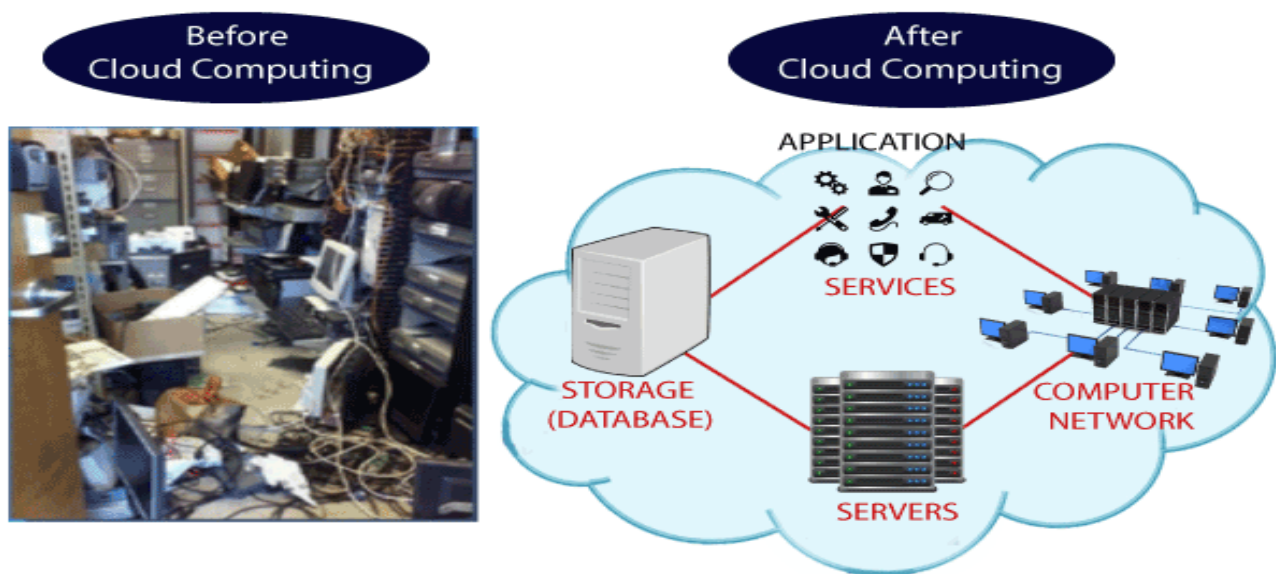 Before
Cloud Computing
After
Cloud Computing
APPLICATION
SERVICES
STORAGE
(DATABASE)
COMPUTER
NETWORK
SERVERS